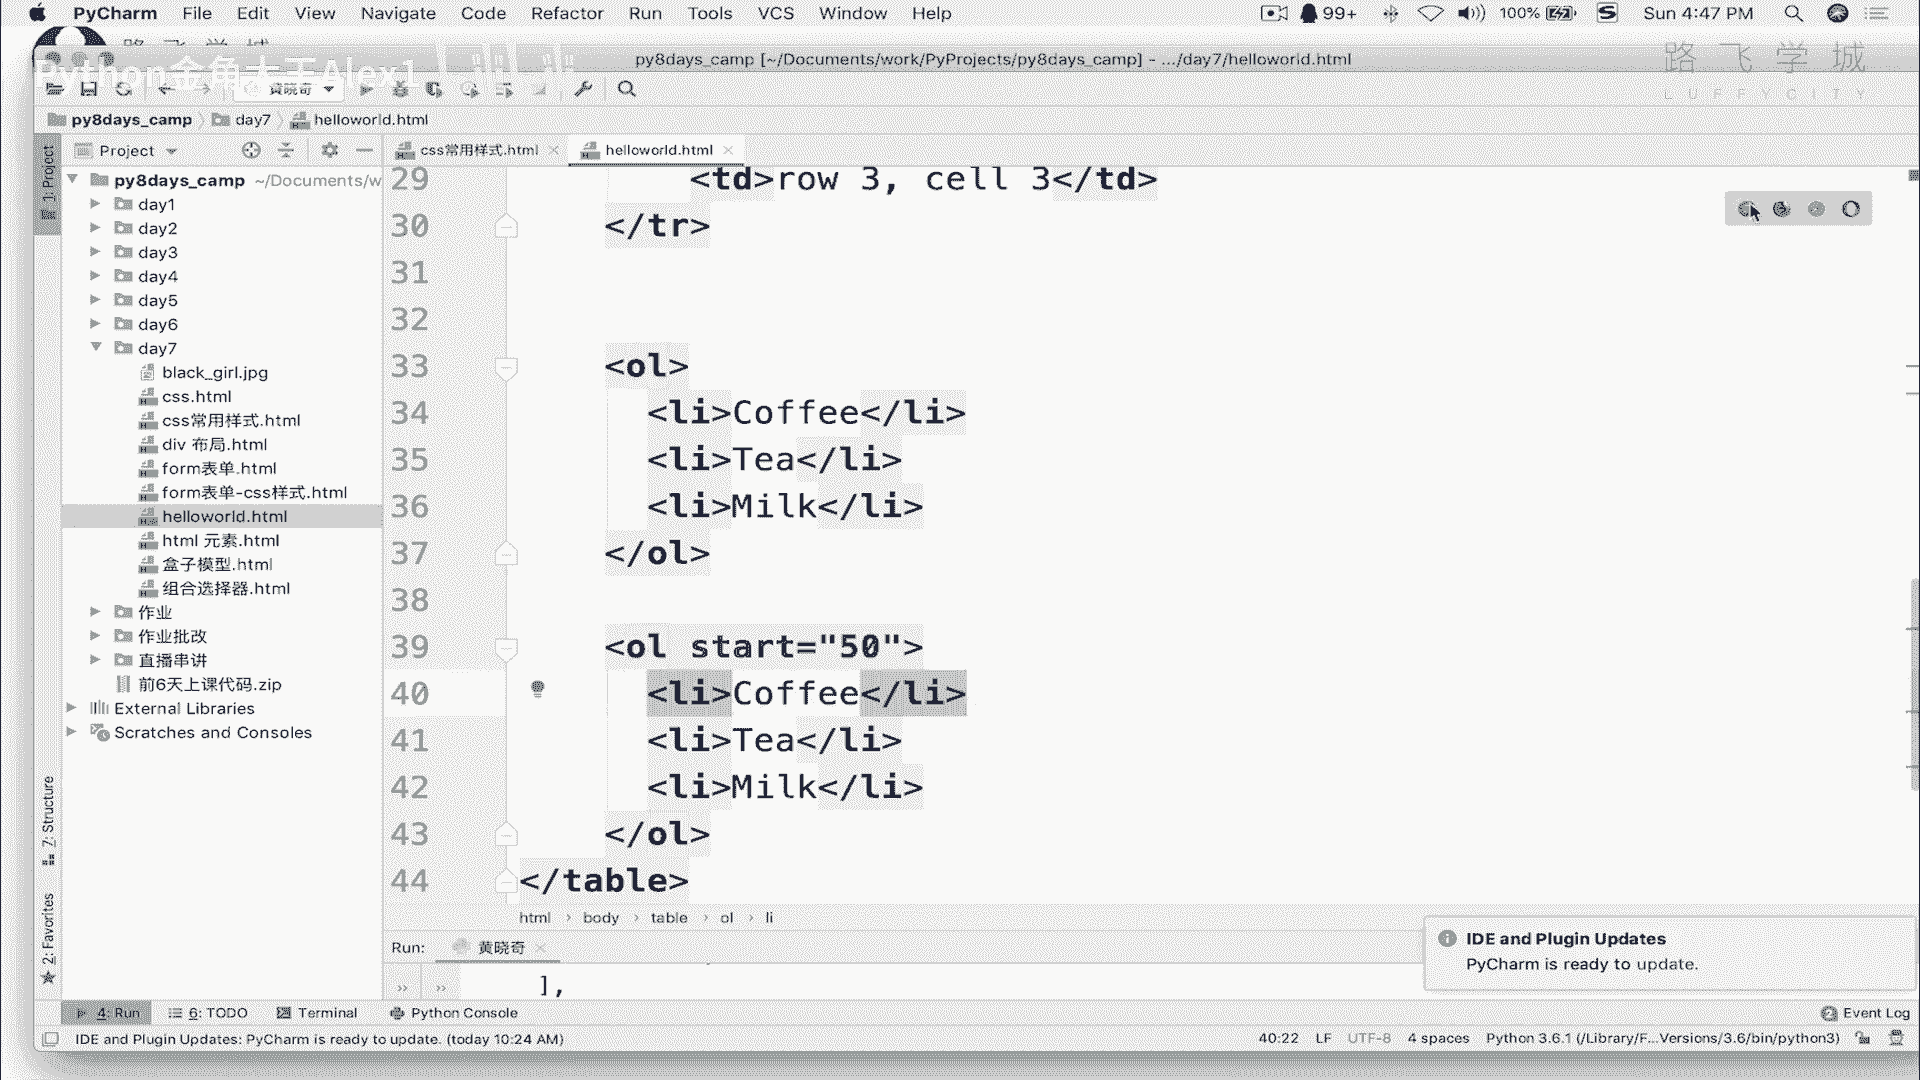 PyCharm File Edit View Navigate Code Refactor Run Tools VCS Window Help 99+ 100% Sun 4:47 PM
路飞学城
Python金角大王Alex1
py8days_camp [~/Documents/work/PyProjects/py8days_camp] - .../day7/helloworld.html
路飞学城
LUFFYCITY
黄晓奇
py8days_camp day7 helloworld.html
1: Project
Project
css常用样式.html helloworld.html
py8days_camp ~/Documents/w
day1
day2
day3
day4
day5
day6
day7
black_girl.jpg
css.html
css常用样式.html
div 布局.html
form表单.html
form表单-css样式.html
helloworld.html
html 元素.html
盒子模型.html
组合选择器.html
作业
作业批改
直播串讲
前6天上课代码.zip
External Libraries
Scratches and Consoles
7: Structure
2: Favorites
29 <td>row 3, cell 3</td>
30 </tr>
31
32
33 <ol>
34 <li>Coffee</li>
35 <li>Tea</li>
36 <li>Milk</li>
37 </ol>
38
39 <ol start="50">
40 <li>Coffee</li>
41 <li>Tea</li>
42 <li>Milk</li>
43 </ol>
44 </table>
html › body › table › ol › li
Run: 黄晓奇
],
IDE and Plugin Updates
PyCharm is ready to update.
4: Run 6: TODO Terminal Python Console Event Log
IDE and Plugin Updates: PyCharm is ready to update. (today 10:24 AM) 40:22 LF UTF-8 4 spaces Python 3.6.1 (/Library/F...Versions/3.6/bin/python3)